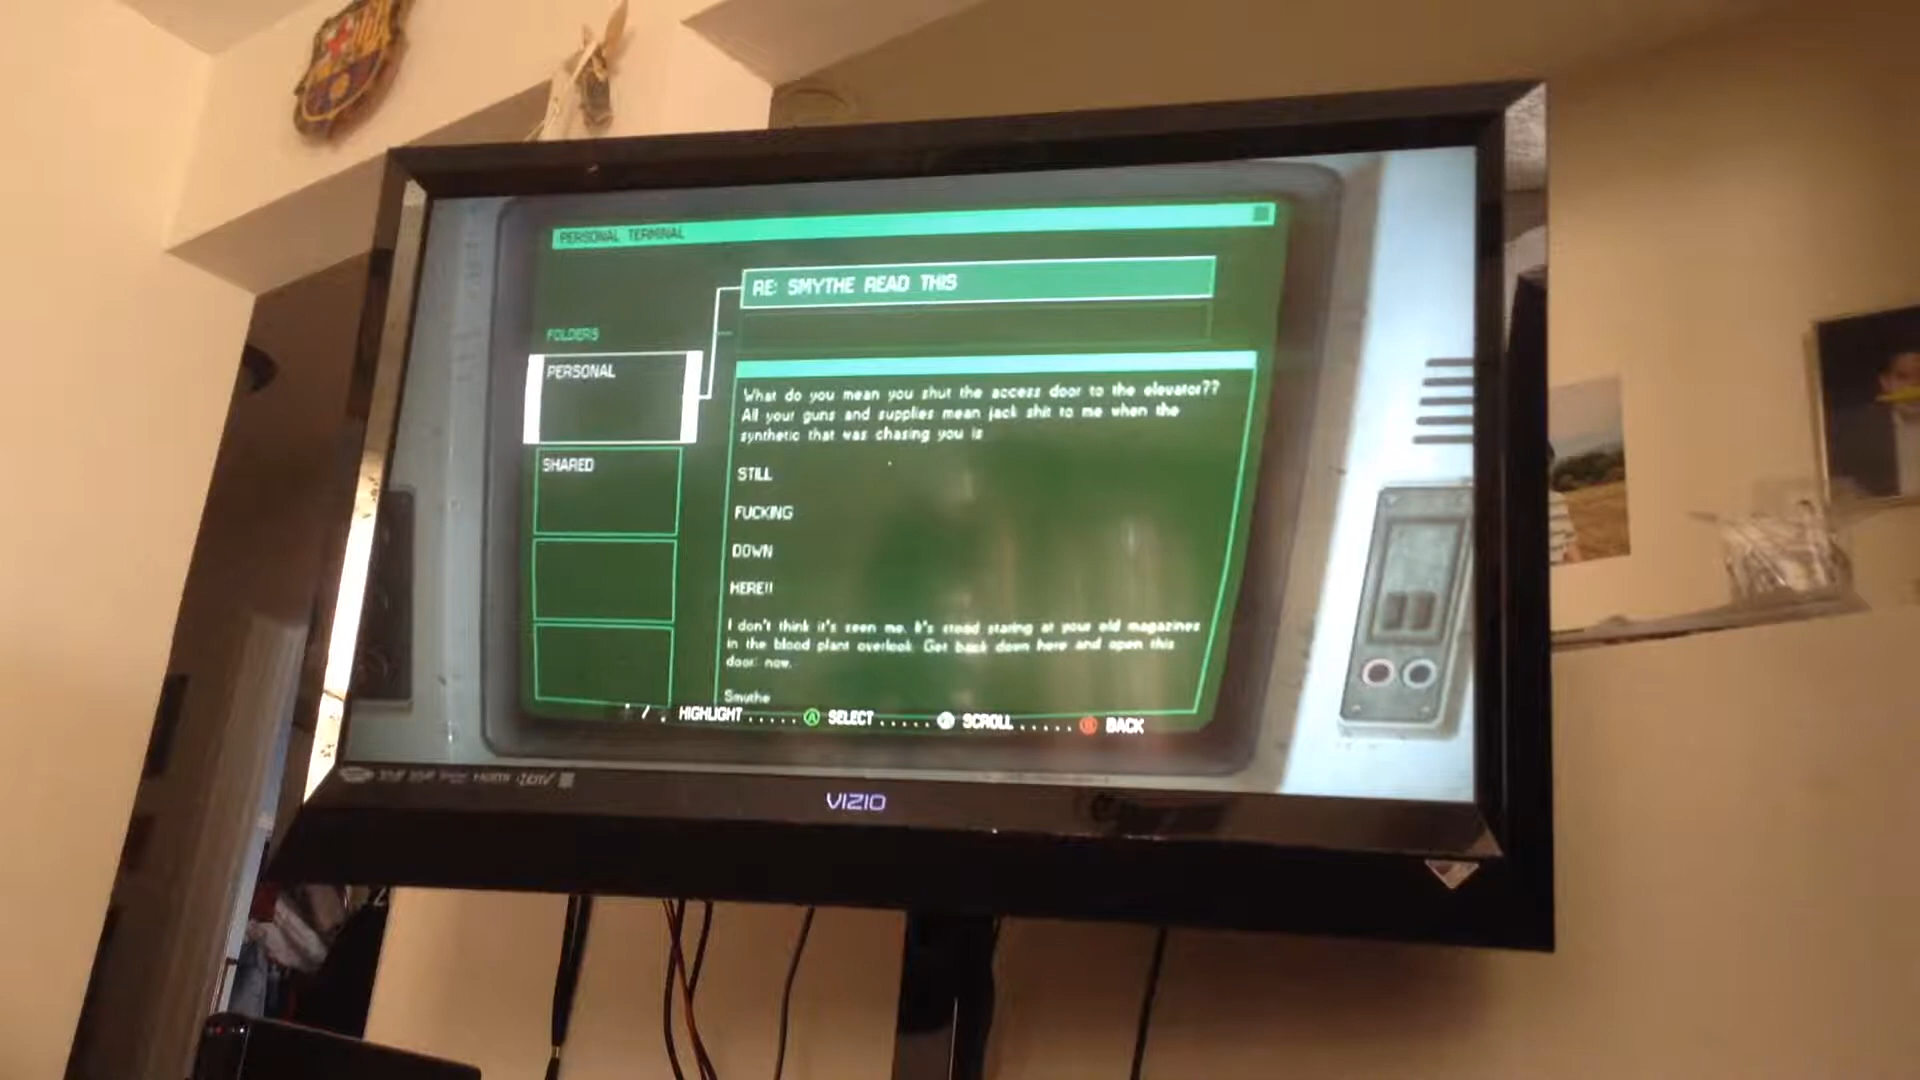 PERSONAL TERMINAL
RE: SMYTHE READ THIS
FOLDERS
PERSONAL
SHARED
What do you mean you shut the access door to the elevator??
All your guns and supplies mean jack shit to me when the
synthetic that was chasing you is
STILL
FUCKING
DOWN
HERE!!
I don't think it's seen me. It's stood staring at your old magazines
in the blood plant overlook. Get back down here and open this
door now.
Smythe
HIGHLIGHT..... A SELECT..... SCROLL..... B BACK
HDMI
VIZIO